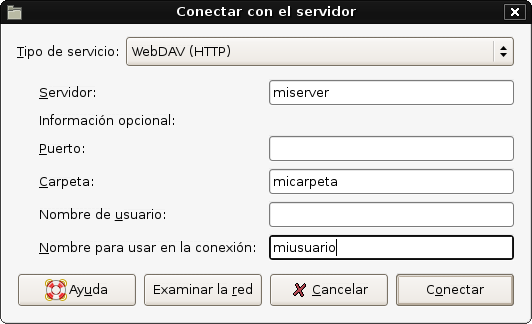 Conectar con el servidor
Tipo de servicio: WebDAV (HTTP)
Servidor: miserver
Información opcional:
Puerto:
Carpeta: micarpeta
Nombre de usuario:
Nombre para usar en la conexión: miusuario
Ayuda Examinar la red Cancelar Conectar